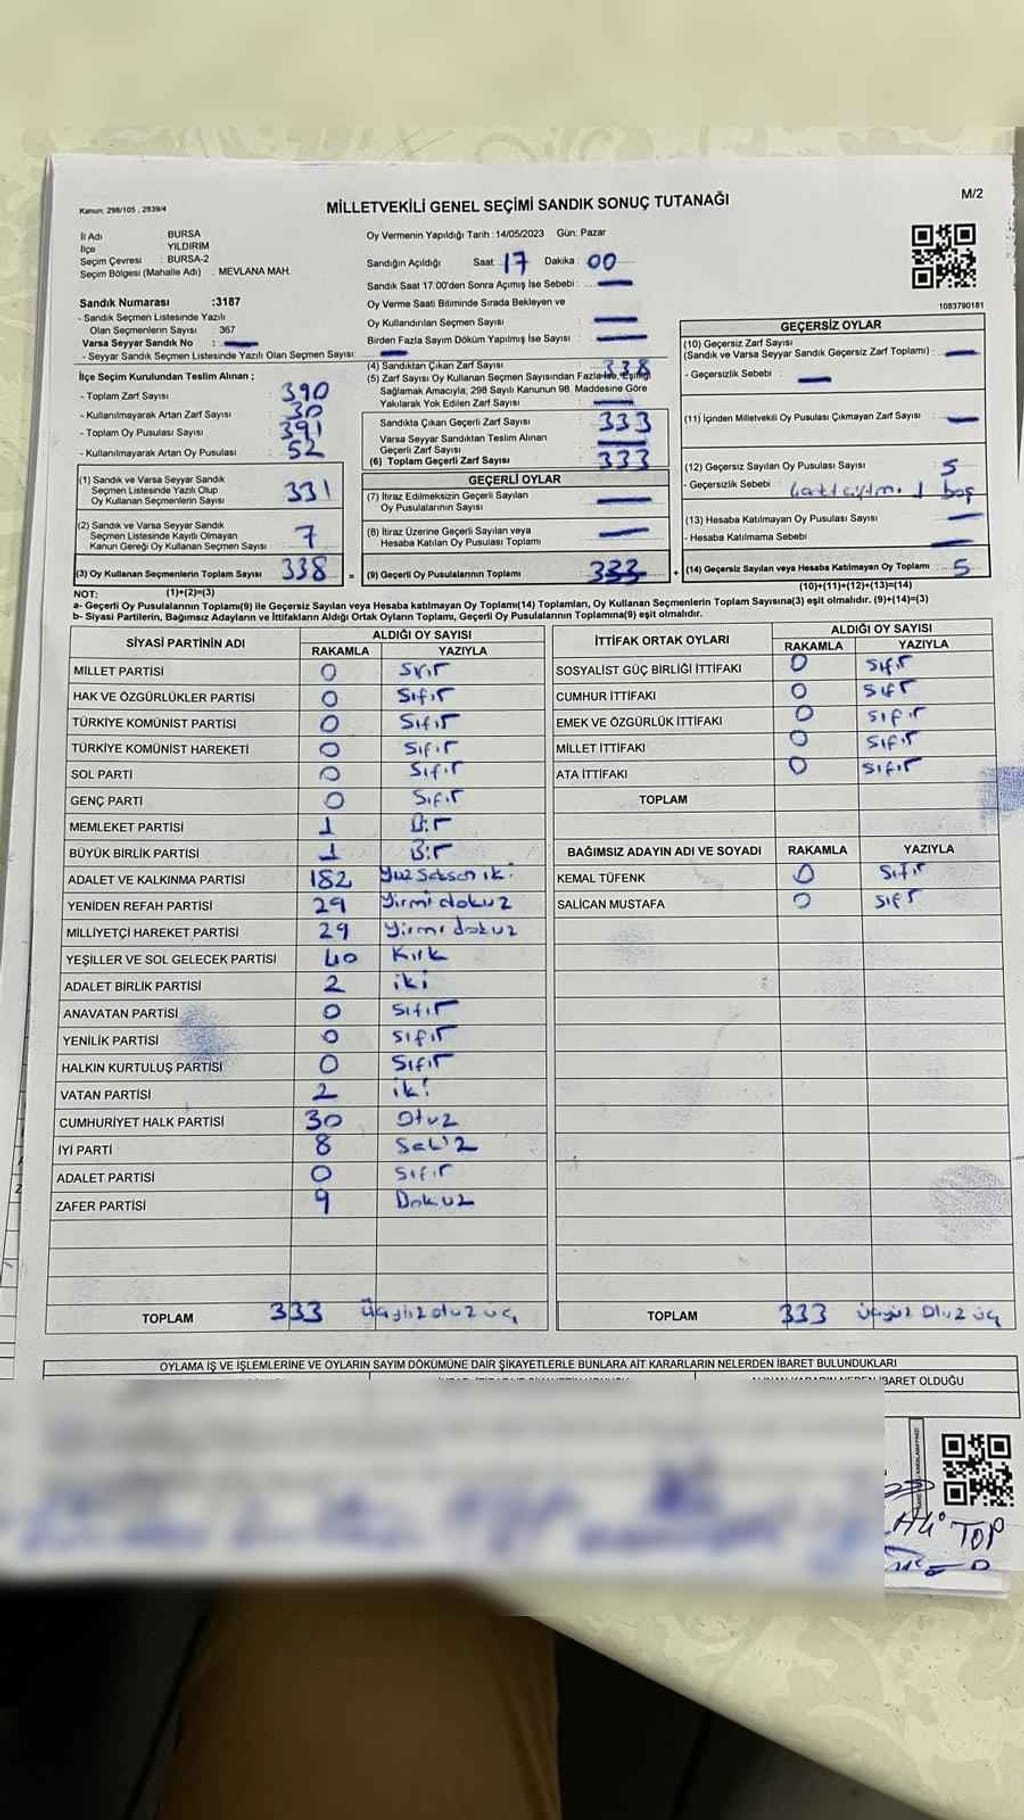 Kanun: 298/105 , 2839/4
MİLLETVEKİLİ GENEL SEÇİMİ SANDIK SONUÇ TUTANAĞI
M/2
İl Adı BURSA
İlçe YILDIRIM
Seçim Çevresi : BURSA-2
Seçim Bölgesi (Mahalle Adı) . MEVLANA MAH.
Sandık Numarası :3187
- Sandık Seçmen Listesinde Yazılı
Olan Seçmenlerin Sayısı : 367
Varsa Seyyar Sandık No :
- Seyyar Sandık Seçmen Listesinde Yazılı Olan Seçmen Sayısı:
Oy Vermenin Yapıldığı Tarih : 14/05/2023 Gün: Pazar
Sandığın Açıldığı Saat 17 Dakika : 00
Sandık Saat 17.00'den Sonra Açımış İse Sebebi :
Oy Verme Saati Bitiminde Sırada Bekleyen ve
Oy Kullandırılan Seçmen Sayısı
Birden Fazla Sayım Döküm Yapılmış İse Sayısı :
1083790181
İlçe Seçim Kurulundan Teslim Alınan ;
- Toplam Zarf Sayısı : 390
- Kullanılmayarak Artan Zarf Sayısı : 30
- Toplam Oy Pusulası Sayısı : 391
- Kullanılmayarak Artan Oy Pusulası : 52
(4) Sandıktan Çıkan Zarf Sayısı 338
(5) Zarf Sayısı Oy Kullanan Seçmen Sayısından Fazla İse, Eşitliği
Sağlamak Amacıyla; 298 Sayılı Kanunun 98. Maddesine Göre
Yakılarak Yok Edilen Zarf Sayısı
Sandıkta Çıkan Geçerli Zarf Sayısı 333
Varsa Seyyar Sandıktan Teslim Alınan
Geçerli Zarf Sayısı
(6) Toplam Geçerli Zarf Sayısı 333
GEÇERSİZ OYLAR
(10) Geçersiz Zarf Sayısı
(Sandık ve Varsa Seyyar Sandık Geçersiz Zarf Toplamı) :
- Geçersizlik Sebebi :
(11) İçinden Milletvekili Oy Pusulası Çıkmayan Zarf Sayısı
(12) Geçersiz Sayılan Oy Pusulası Sayısı 5
- Geçersizlik Sebebi : 1 boş
(13) Hesaba Katılmayan Oy Pusulası Sayısı
- Hesaba Katılmama Sebebi
(14) Geçersiz Sayılan veya Hesaba Katılmayan Oy Toplamı : 5
(10)+(11)+(12)+(13)=(14)
(1) Sandık ve Varsa Seyyar Sandık
Seçmen Listesinde Yazılı Olup
Oy Kullanan Seçmenlerin Sayısı 331
(2) Sandık ve Varsa Seyyar Sandık
Seçmen Listesinde Kayıtlı Olmayan
Kanun Gereği Oy Kullanan Seçmen Sayısı 7
(3) Oy Kullanan Seçmenlerin Toplam Sayısı 338 =
(1)+(2)=(3)
GEÇERLİ OYLAR
(7) İtiraz Edilmeksizin Geçerli Sayılan
Oy Pusulalarının Sayısı
(8) İtiraz Üzerine Geçerli Sayılan veya
Hesaba Katılan Oy Pusulası Toplamı
(9) Geçerli Oy Pusulalarının Toplamı 333 +
NOT:
a- Geçerli Oy Pusulalarının Toplamı(9) ile Geçersiz Sayılan veya Hesaba katılmayan Oy Toplamı(14) Toplamları, Oy Kullanan Seçmenlerin Toplam Sayısına(3) eşit olmalıdır. (9)+(14)=(3)
b- Siyasi Partilerin, Bağımsız Adayların ve İttifakların Aldığı Ortak Oyların Toplamı, Geçerli Oy Pusulalarının Toplamına(9) eşit olmalıdır.
SİYASİ PARTİNİN ADI ALDIĞI OY SAYISI
RAKAMLA YAZIYLA
MİLLET PARTİSİ 0 Sıfır
HAK VE ÖZGÜRLÜKLER PARTİSİ 0 Sıfır
TÜRKİYE KOMÜNİST PARTİSİ 0 Sıfır
TÜRKİYE KOMÜNİST HAREKETİ 0 Sıfır
SOL PARTİ 0 Sıfır
GENÇ PARTİ 0 Sıfır
MEMLEKET PARTİSİ 1 Bir
BÜYÜK BİRLİK PARTİSİ 1 Bir
ADALET VE KALKINMA PARTİSİ 182 Yüz Seksen iki
YENİDEN REFAH PARTİSİ 29 Yirmi dokuz
MİLLİYETÇİ HAREKET PARTİSİ 29 Yirmi dokuz
YEŞİLLER VE SOL GELECEK PARTİSİ 40 Kırk
ADALET BİRLİK PARTİSİ 2 iki
ANAVATAN PARTİSİ 0 Sıfır
YENİLİK PARTİSİ 0 Sıfır
HALKIN KURTULUŞ PARTİSİ 0 Sıfır
VATAN PARTİSİ 2 iki
CUMHURİYET HALK PARTİSİ 30 Otuz
İYİ PARTİ 8 Sekiz
ADALET PARTİSİ 0 Sıfır
ZAFER PARTİSİ 9 Dokuz
TOPLAM 333 Üçyüz otuz üç
İTTİFAK ORTAK OYLARI ALDIĞI OY SAYISI
RAKAMLA YAZIYLA
SOSYALİST GÜÇ BİRLİĞİ İTTİFAKI 0 Sıfır
CUMHUR İTTİFAKI 0 Sıfır
EMEK VE ÖZGÜRLÜK İTTİFAKI 0 Sıfır
MİLLET İTTİFAKI 0 Sıfır
ATA İTTİFAKI 0 Sıfır
TOPLAM
BAĞIMSIZ ADAYIN ADI VE SOYADI RAKAMLA YAZIYLA
KEMAL TÜFENK 0 Sıfır
SALİCAN MUSTAFA 0 Sıfır
TOPLAM 333 Üçyüz Otuz üç
OYLAMA İŞ VE İŞLEMLERİNE VE OYLARIN SAYIM DÖKÜMÜNE DAİR ŞİKAYETLERLE BUNLARA AİT KARARLARIN NELERDEN İBARET BULUNDUKLARI
İBARET OLDUĞU
TOP